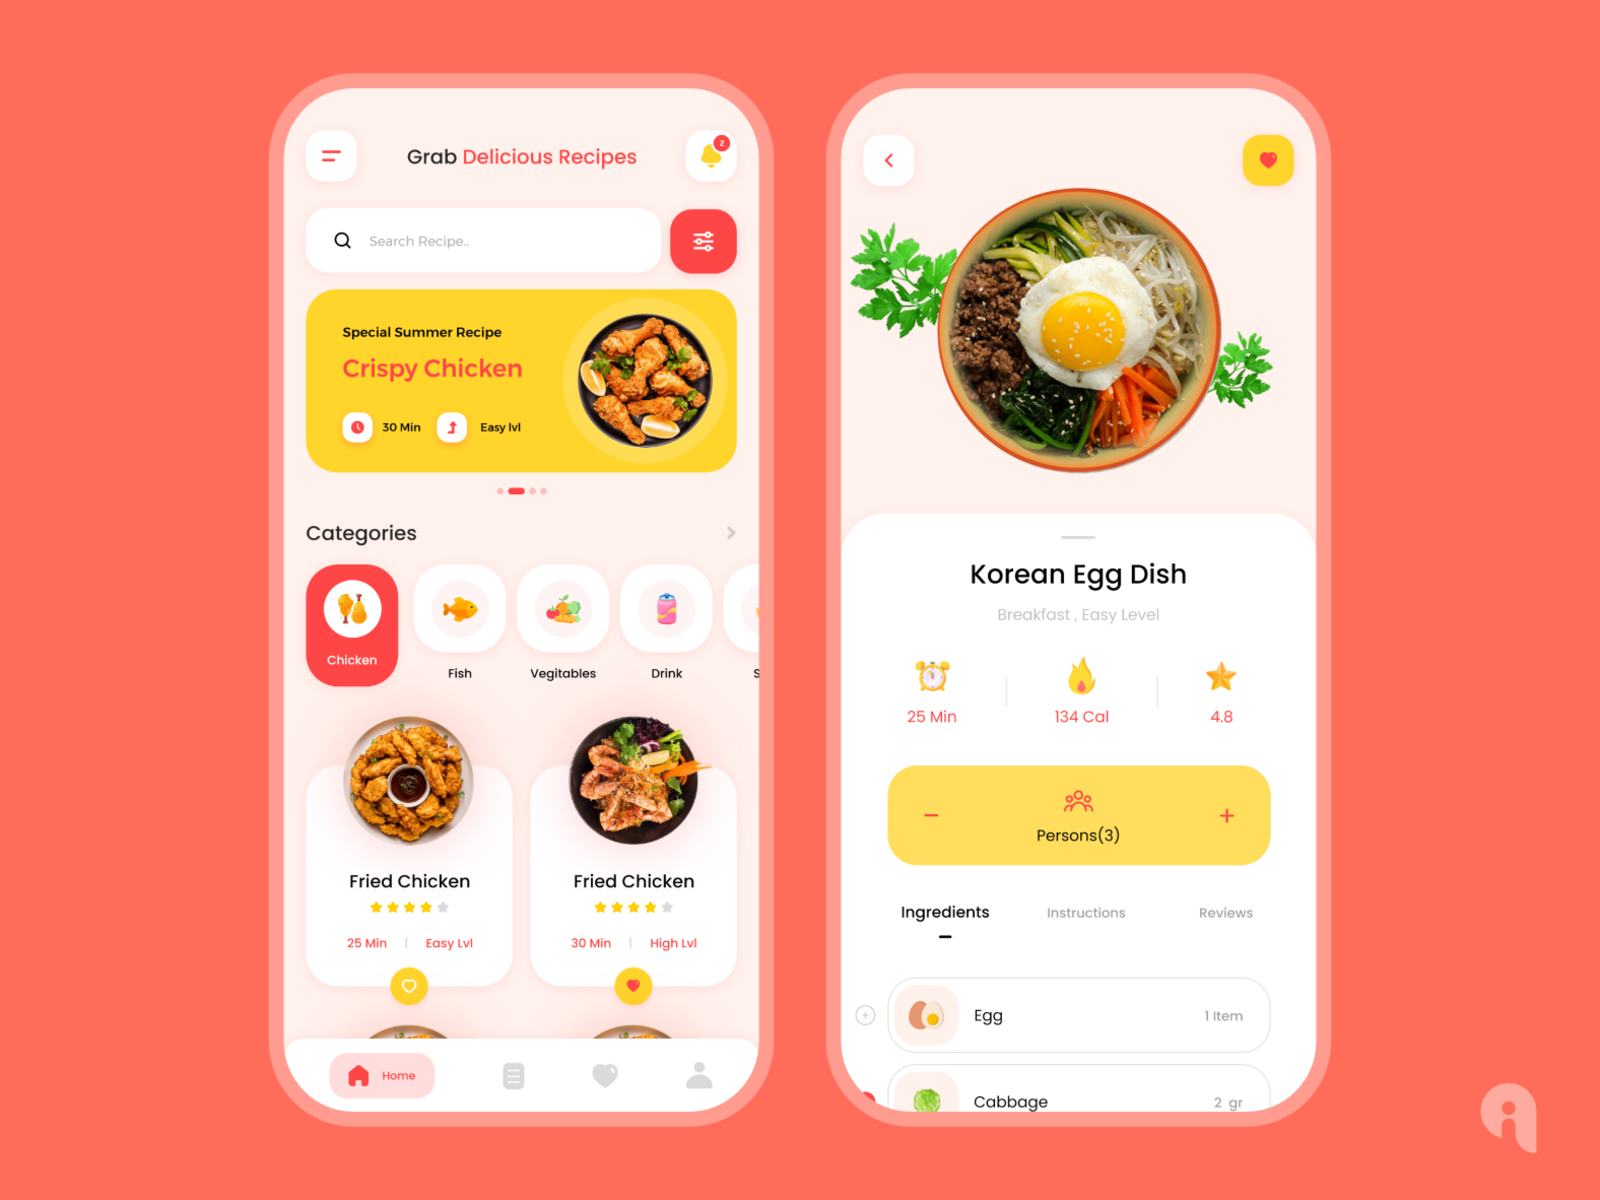 Grab Delicious Recipes
2
Search Recipe..
Special Summer Recipe
Crispy Chicken
30 Min
Easy lvl
Categories
Chicken
Fish
Vegitables
Drink
S
Fried Chicken
25 Min
Easy Lvl
Fried Chicken
30 Min
High Lvl
Home
Korean Egg Dish
Breakfast , Easy Level
25 Min
134 Cal
4.8
Persons(3)
Ingredients
Instructions
Reviews
Egg
1 Item
Cabbage
2 gr